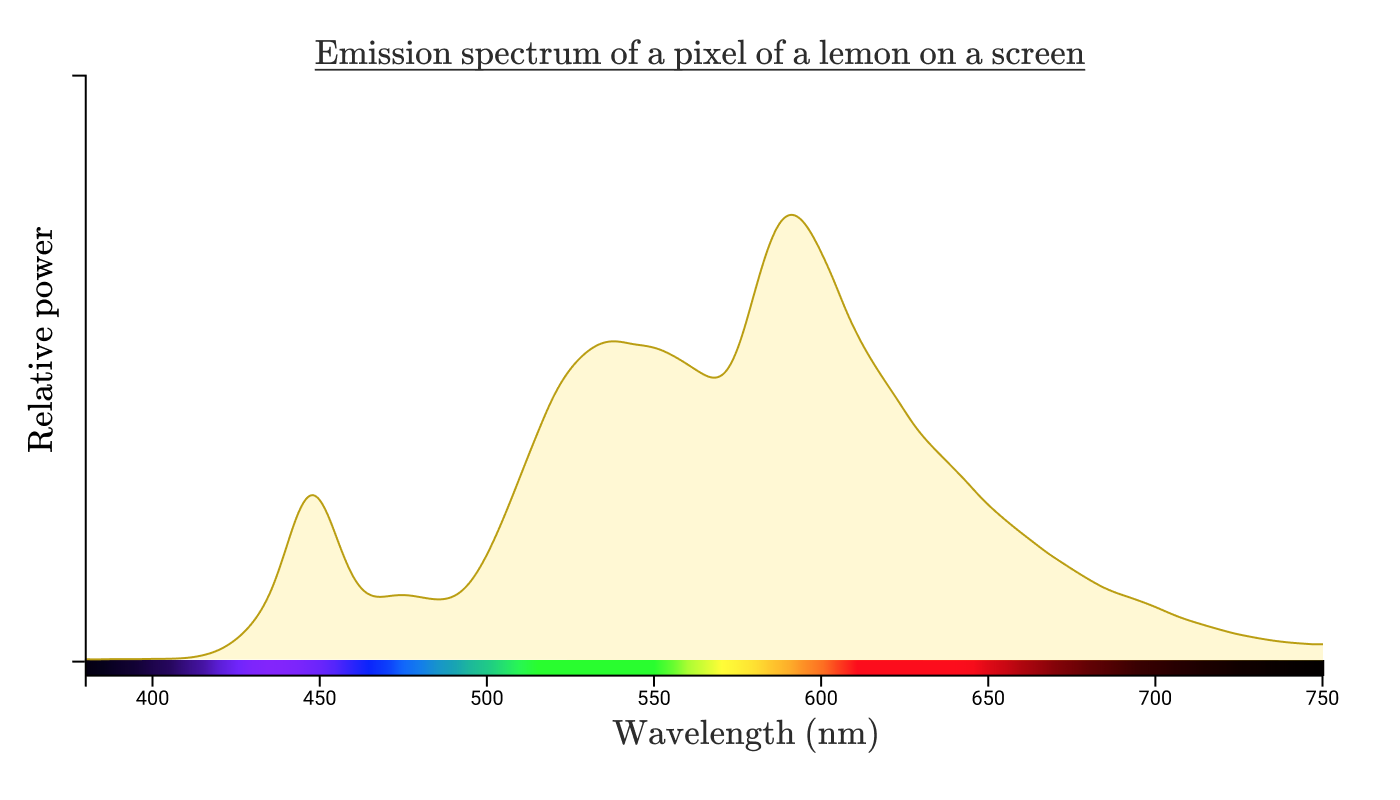 Emission spectrum of a pixel of a lemon on a screen
Relative power
400 450 500 550 600 650 700 750
Wavelength (nm)